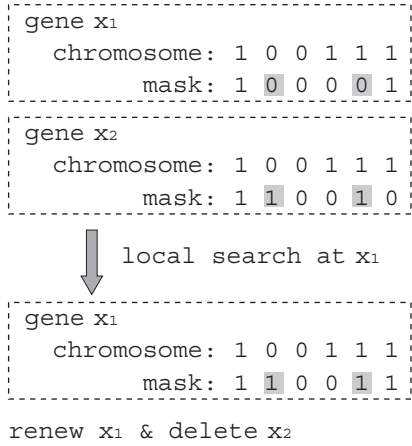 gene x1
chromosome: 1 0 0 1 1 1
mask: 1 0 0 0 0 1
gene x2
chromosome: 1 0 0 1 1 1
mask: 1 1 0 0 1 0
local search at x1
gene x1
chromosome: 1 0 0 1 1 1
mask: 1 1 0 0 1 1
renew x1 & delete x2